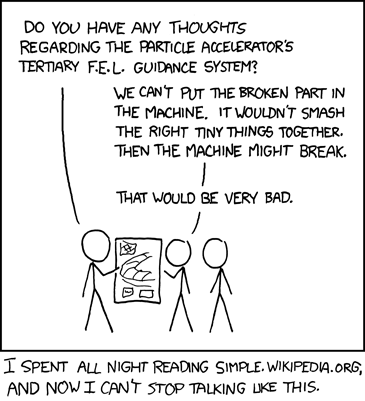 DO YOU HAVE ANY THOUGHTS
REGARDING THE PARTICLE ACCELERATOR'S
TERTIARY F.E.L. GUIDANCE SYSTEM?
WE CAN'T PUT THE BROKEN PART IN
THE MACHINE. IT WOULDN'T SMASH
THE RIGHT TINY THINGS TOGETHER.
THEN THE MACHINE MIGHT BREAK.
THAT WOULD BE VERY BAD.
I SPENT ALL NIGHT READING SIMPLE.WIKIPEDIA.ORG,
AND NOW I CAN'T STOP TALKING LIKE THIS.